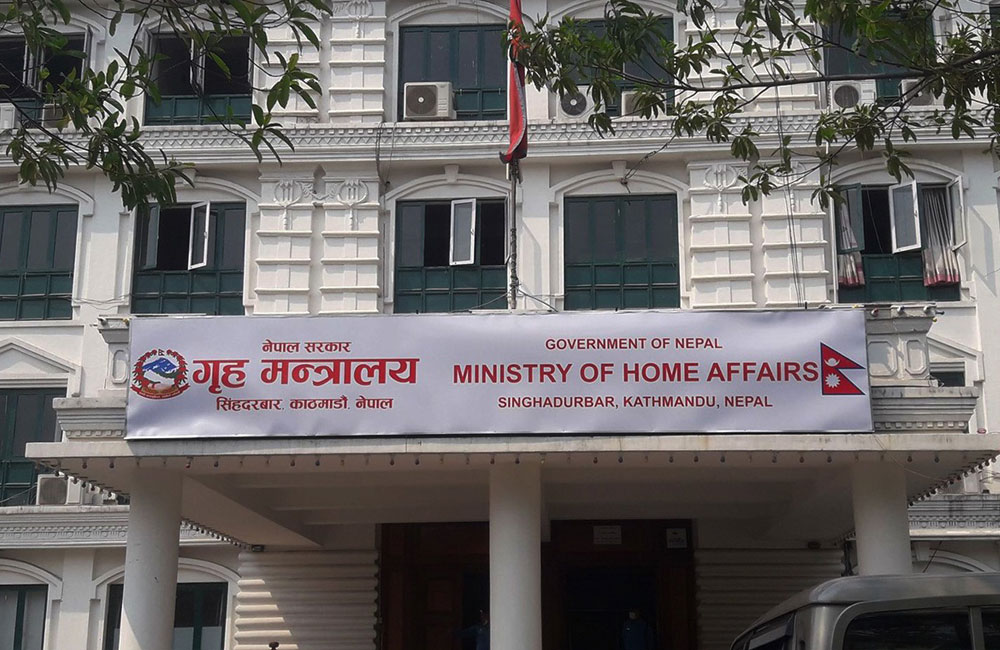 नेपाल सरकार
गृह मन्त्रालय
सिंहदरबार, काठमाडौं, नेपाल
GOVERNMENT OF NEPAL
MINISTRY OF HOME AFFAIRS
SINGHADURBAR, KATHMANDU, NEPAL